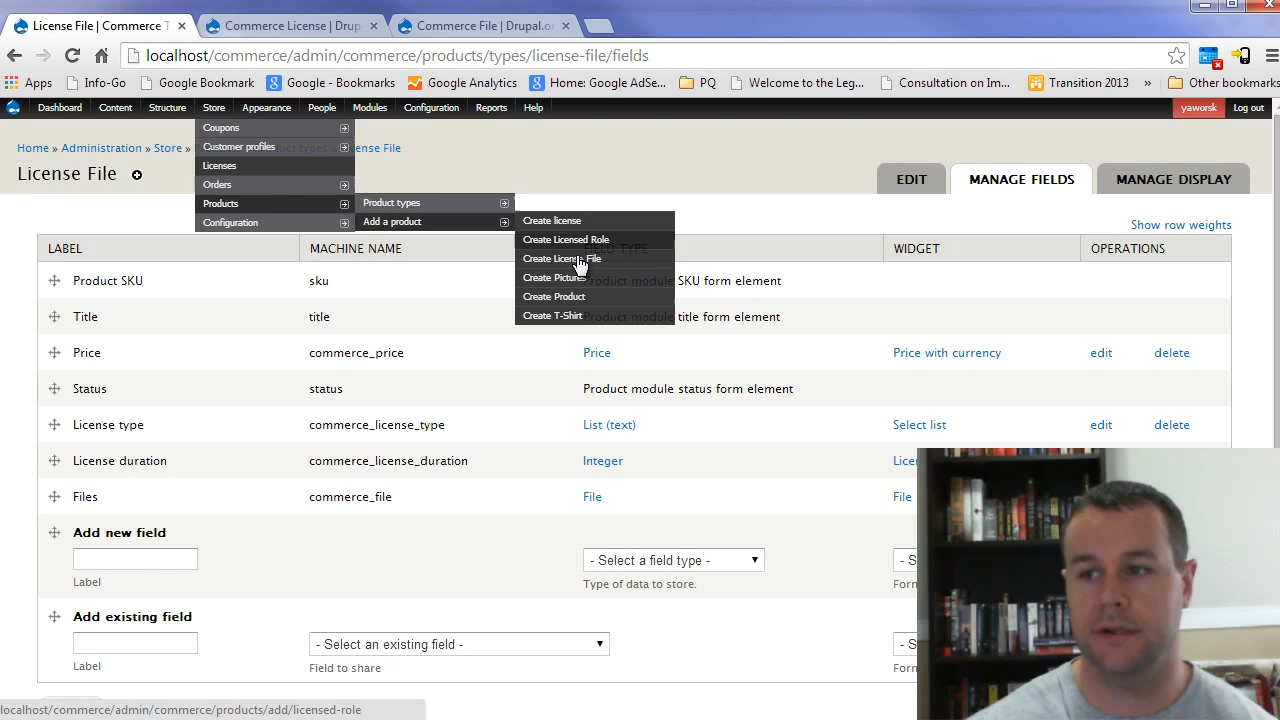 License File | Commerce T
Commerce License | Drup
Commerce File | Drupal.or
localhost/commerce/admin/commerce/products/types/license-file/fields
Apps Info-Go Google Bookmark Google Bookmarks Google Analytics Home: Google AdSe... PQ Welcome to the Leg... Consultation on Imm... Transition 2013 » Other bookmarks
Dashboard Content Structure Store Appearance People Modules Configuration Reports Help yaworsk Log out
Home » Administration » Store »
License File
Coupons
Customer profiles
Licenses
Orders
Products
Configuration
Product types
Add a product
Create license
Create Licensed Role
Create License File
Create Picture
Create Product
Create T-Shirt
EDIT MANAGE FIELDS MANAGE DISPLAY
Show row weights
LABEL MACHINE NAME FIELD TYPE WIDGET OPERATIONS
Product SKU sku Product module SKU form element
Title title Product module title form element
Price commerce_price Price Price with currency edit delete
Status status Product module status form element
License type commerce_license_type List (text) Select list edit delete
License duration commerce_license_duration Integer
Files commerce_file File File
Add new field
- Select a field type - - S
Label Type of data to store. Form
Add existing field
- Select an existing field - - S
Label Field to share Form
localhost/commerce/admin/commerce/products/add/licensed-role